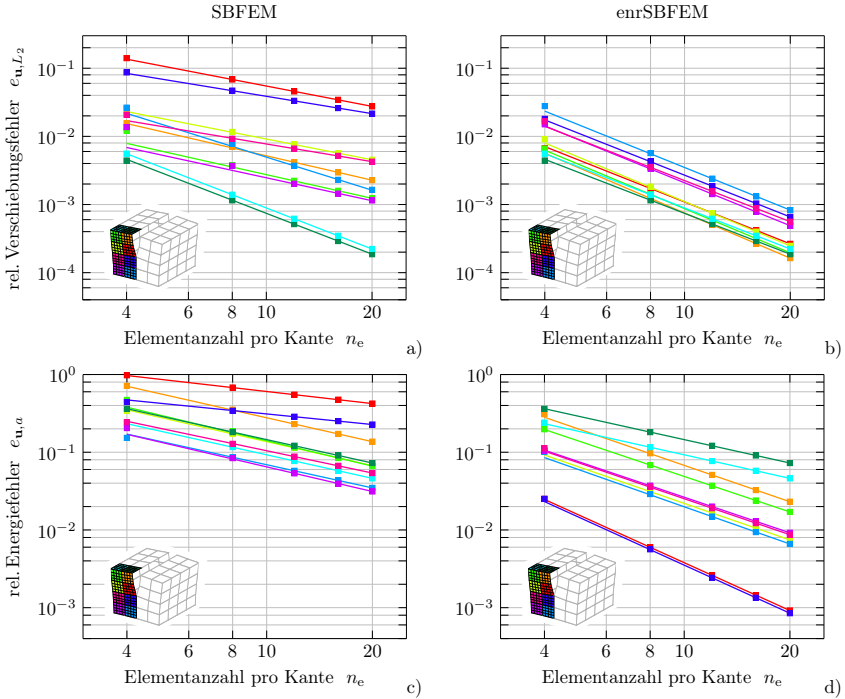 SBFEM
enrSBFEM
rel. Verschiebungsfehler e_{u,L_2}
10^{-1}
10^{-2}
10^{-3}
10^{-4}
4 6 8 10 20
Elementanzahl pro Kante n_e
a)
10^{-1}
10^{-2}
10^{-3}
10^{-4}
4 6 8 10 20
Elementanzahl pro Kante n_e
b)
rel. Energiefehler e_{u,a}
10^0
10^{-1}
10^{-2}
10^{-3}
4 6 8 10 20
Elementanzahl pro Kante n_e
c)
10^0
10^{-1}
10^{-2}
10^{-3}
4 6 8 10 20
Elementanzahl pro Kante n_e
d)